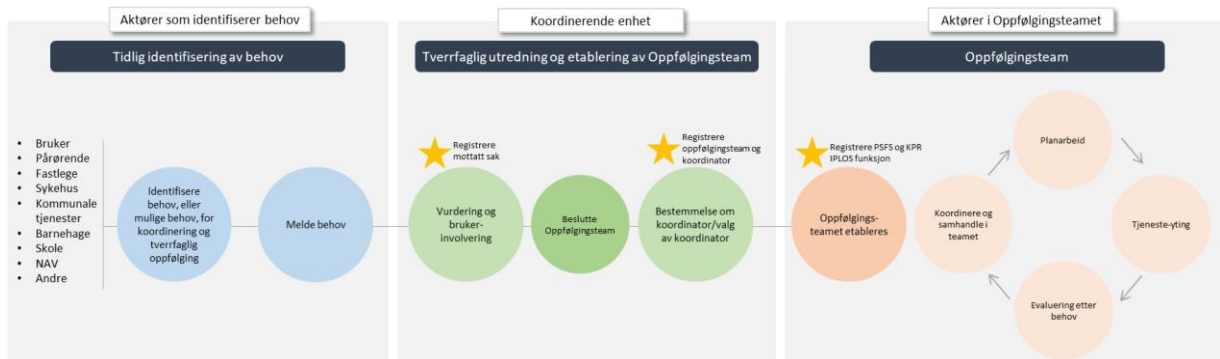 Aktører som identifiserer behov
Tidlig identifisering av behov
• Bruker
• Pårørende
• Fastlege
• Sykehus
• Kommunale
tjenester
• Barnehage
• Skole
• NAV
• Andre
Identifisere
behov, eller
mulige behov, for
koordinering og
tverrfaglig
oppfølging
Melde behov
Koordinerende enhet
Tverrfaglig utredning og etablering av Oppfølgingsteam
Registrere
mottatt sak
Vurdering og
bruker-
involvering
Beslutte
Oppfølgingsteam
Registrere
oppfølgingsteam og
koordinator
Bestemmelse om
koordinator/valg
av koordinator
Aktører i Oppfølgingsteamet
Oppfølgingsteam
Registrere PSFS og KPR
IPLOS funksjon
Oppfølgings-
teamet etableres
Koordinere og
samhandle i
teamet
Planarbeid
Tjeneste-yting
Evaluering etter
behov